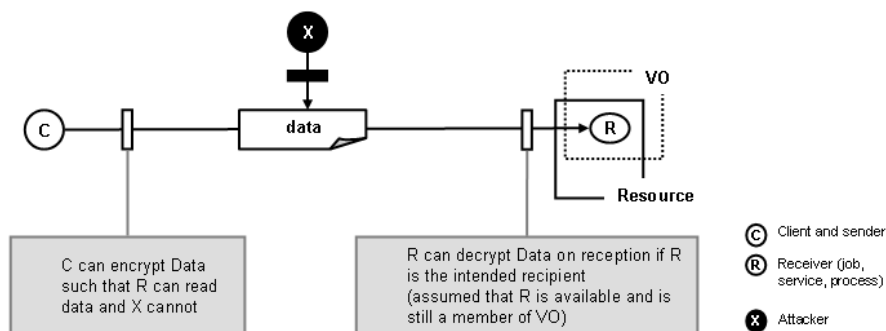 X
VO
C
data
R
Resource
C can encrypt Data
such that R can read
data and X cannot
R can decrypt Data on reception if R
is the intended recipient
(assumed that R is available and is
still a member of VO)
C Client and sender
R Receiver (job,
service, process)
X Attacker